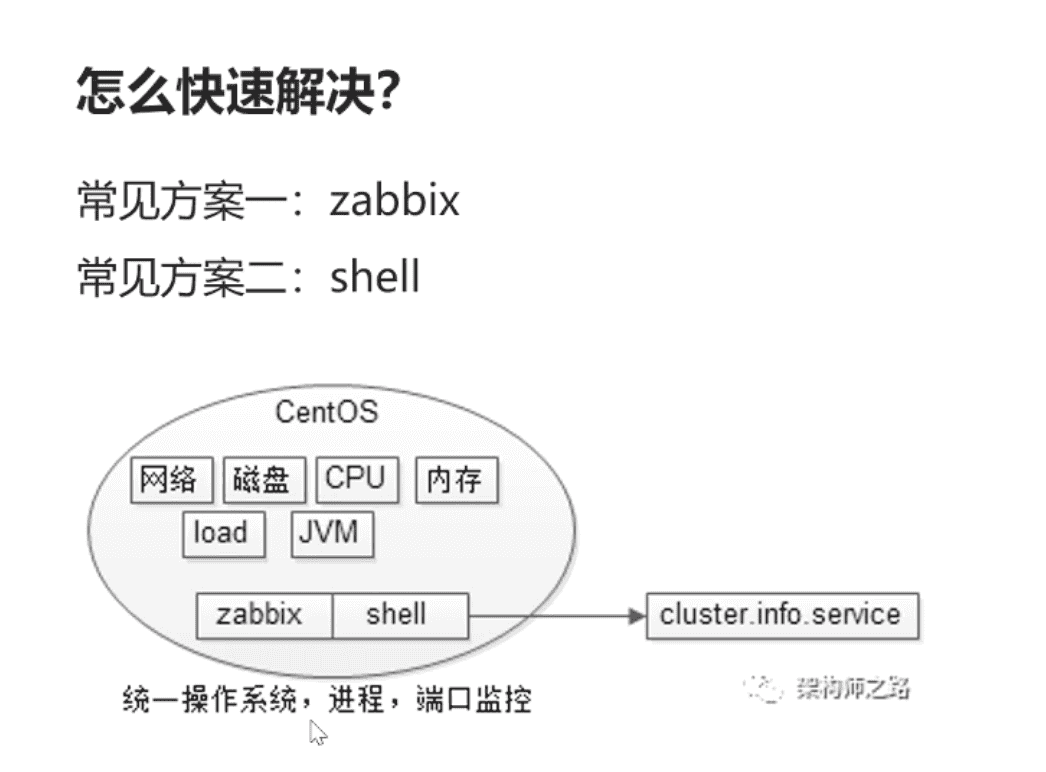 怎么快速解决?
常见方案一：zabbix
常见方案二：shell
CentOS
网络 磁盘 CPU 内存
load JVM
zabbix shell
cluster.info.service
架构师之路
统一操作系统，进程，端口监控